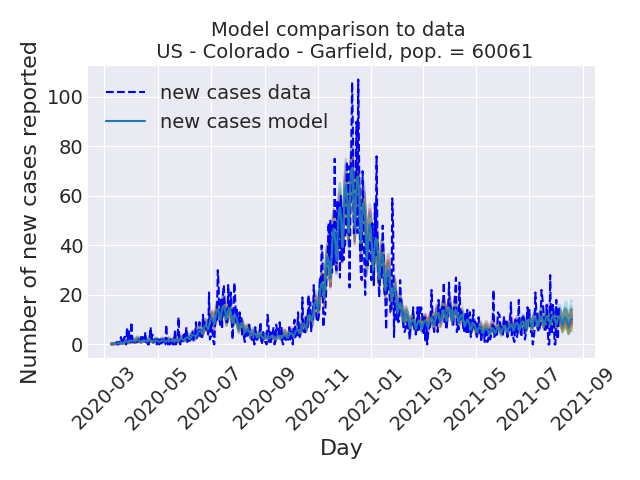 Model comparison to data
US - Colorado - Garfield, pop. = 60061
Number of new cases reported
100
80
60
40
20
0
new cases data
new cases model
2020-03
2020-05
2020-07
2020-09
2020-11
2021-01
2021-03
2021-05
2021-07
2021-09
Day